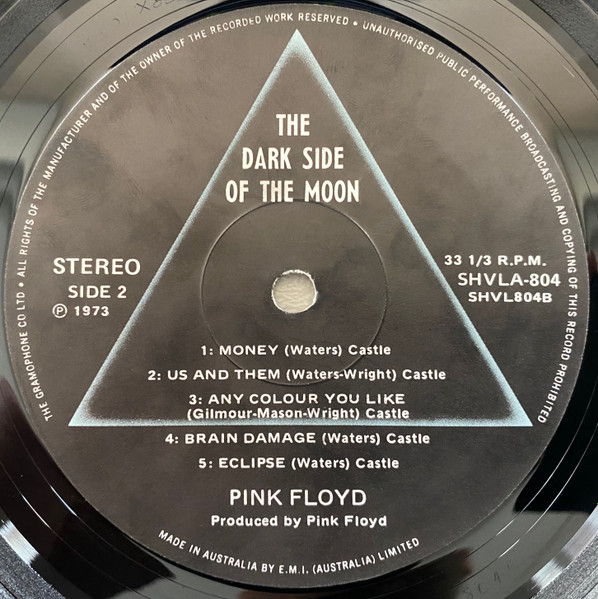 THE GRAMOPHONE CO LTD • ALL RIGHTS OF THE MANUFACTURER AND OF THE OWNER OF THE RECORDED WORK RESERVED • UNAUTHORISED PUBLIC PERFORMANCE BROADCASTING AND COPYING OF THIS RECORD PROHIBITED
THE
DARK SIDE
OF THE MOON
STEREO
SIDE 2
Ⓟ 1973
33 1/3 R.P.M.
SHVLA-804
SHVL804B
1: MONEY (Waters) Castle
2: US AND THEM (Waters-Wright) Castle
3: ANY COLOUR YOU LIKE
(Gilmour-Mason-Wright) Castle
4: BRAIN DAMAGE (Waters) Castle
5: ECLIPSE (Waters) Castle
PINK FLOYD
Produced by Pink Floyd
MADE IN AUSTRALIA BY E.M.I. (AUSTRALIA) LIMITED